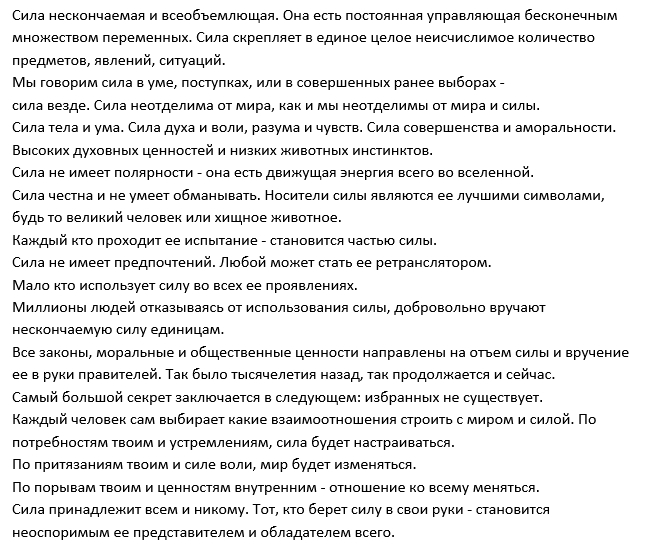 Сила нескончаемая и всеобъемлющая. Она есть постоянная управляющая бесконечным
множеством переменных. Сила скрепляет в единое целое неисчислимое количество
предметов, явлений, ситуаций.
Мы говорим сила в уме, поступках, или в совершенных ранее выборах -
сила везде. Сила неотделима от мира, как и мы неотделимы от мира и силы.
Сила тела и ума. Сила духа и воли, разума и чувств. Сила совершенства и аморальности.
Высоких духовных ценностей и низких животных инстинктов.
Сила не имеет полярности - она есть движущая энергия всего во вселенной.
Сила честна и не умеет обманывать. Носители силы являются ее лучшими символами,
будь то великий человек или хищное животное.
Каждый кто проходит ее испытание - становится частью силы.
Сила не имеет предпочтений. Любой может стать ее ретранслятором.
Мало кто использует силу во всех ее проявлениях.
Миллионы людей отказываясь от использования силы, добровольно вручают
нескончаемую силу единицам.
Все законы, моральные и общественные ценности направлены на отъем силы и вручение
ее в руки правителей. Так было тысячелетия назад, так продолжается и сейчас.
Самый большой секрет заключается в следующем: избранных не существует.
Каждый человек сам выбирает какие взаимоотношения строить с миром и силой. По
потребностям твоим и устремлениям, сила будет настраиваться.
По притязаниям твоим и силе воли, мир будет изменяться.
По порывам твоим и ценностям внутренним - отношение ко всему меняться.
Сила принадлежит всем и никому. Тот, кто берет силу в свои руки - становится
неоспоримым ее представителем и обладателем всего.